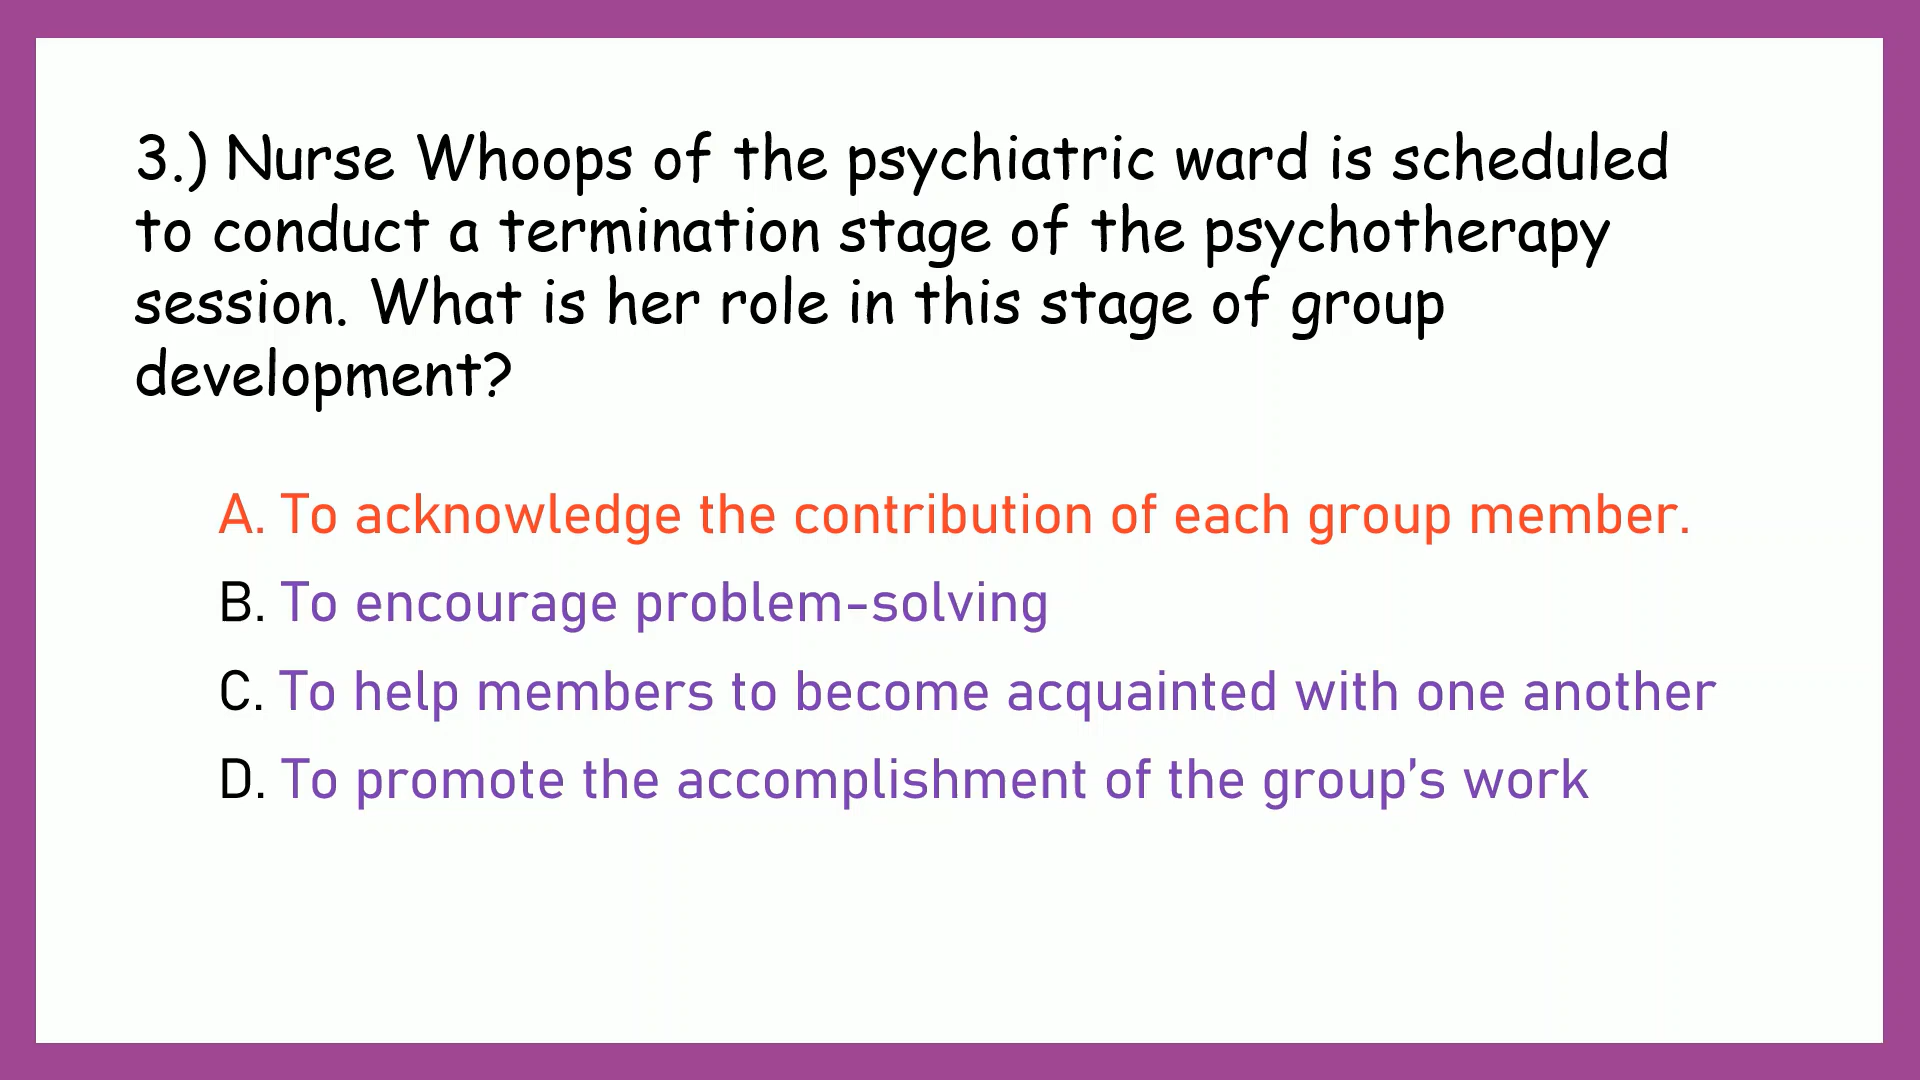 3.) Nurse Whoops of the psychiatric ward is scheduled
to conduct a termination stage of the psychotherapy
session. What is her role in this stage of group
development?
A. To acknowledge the contribution of each group member.
B. To encourage problem-solving
C. To help members to become acquainted with one another
D. To promote the accomplishment of the group’s work